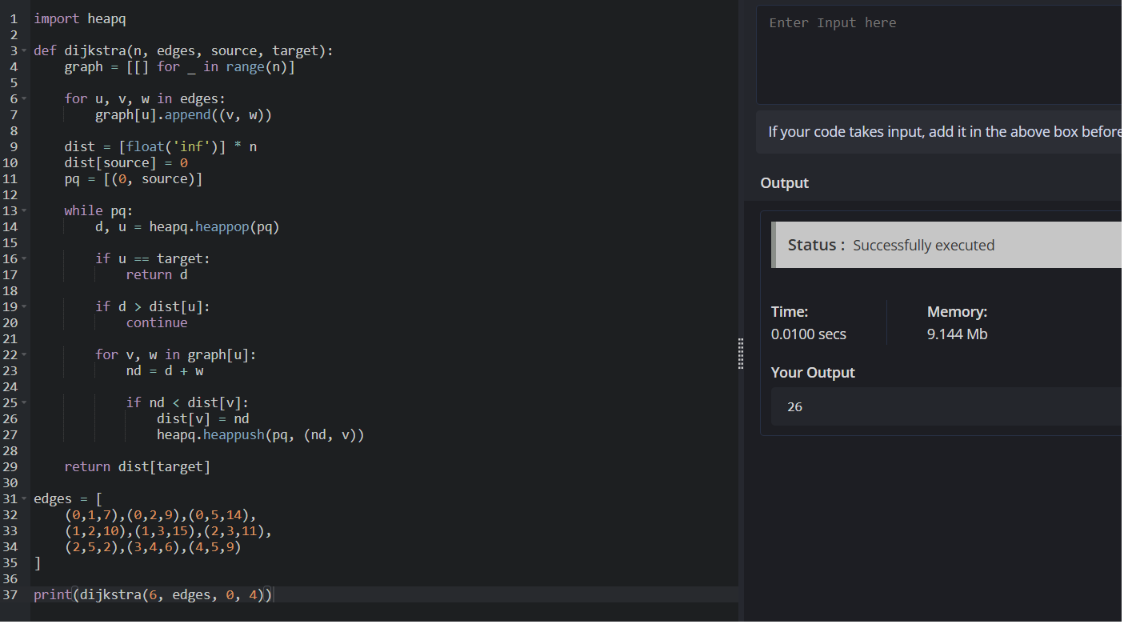 1 import heapq
2
3 def dijkstra(n, edges, source, target):
4     graph = [[] for _ in range(n)]
5
6     for u, v, w in edges:
7         graph[u].append((v, w))
8
9     dist = [float('inf')] * n
10     dist[source] = 0
11     pq = [(0, source)]
12
13     while pq:
14         d, u = heapq.heappop(pq)
15
16         if u == target:
17             return d
18
19         if d > dist[u]:
20             continue
21
22         for v, w in graph[u]:
23             nd = d + w
24
25             if nd < dist[v]:
26                 dist[v] = nd
27                 heapq.heappush(pq, (nd, v))
28
29     return dist[target]
30
31 edges = [
32     (0,1,7),(0,2,9),(0,5,14),
33     (1,2,10),(1,3,15),(2,3,11),
34     (2,5,2),(3,4,6),(4,5,9)
35 ]
36
37 print(dijkstra(6, edges, 0, 4))
Enter Input here
If your code takes input, add it in the above box before
Output
Status : Successfully executed
Time: Memory:
0.0100 secs 9.144 Mb
Your Output
26